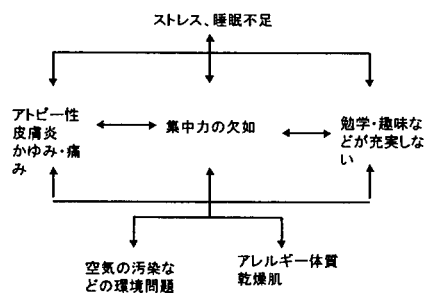 ストレス、睡眠不足
アトピー性
皮膚炎
かゆみ・痛
み
集中力の欠如
勉学・趣味な
どが充実しな
い
空気の汚染な
どの環境問題
アレルギー体質
乾燥肌